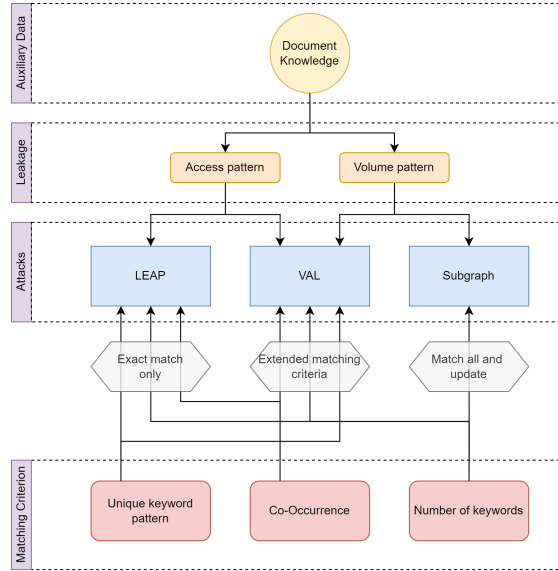 Auxiliary Data
Document
Knowledge
Leakage
Access pattern
Volume pattern
Attacks
LEAP
VAL
Subgraph
Exact match
only
Extended matching
criteria
Match all and
update
Matching Criterion
Unique keyword
pattern
Co-Occurrence
Number of keywords